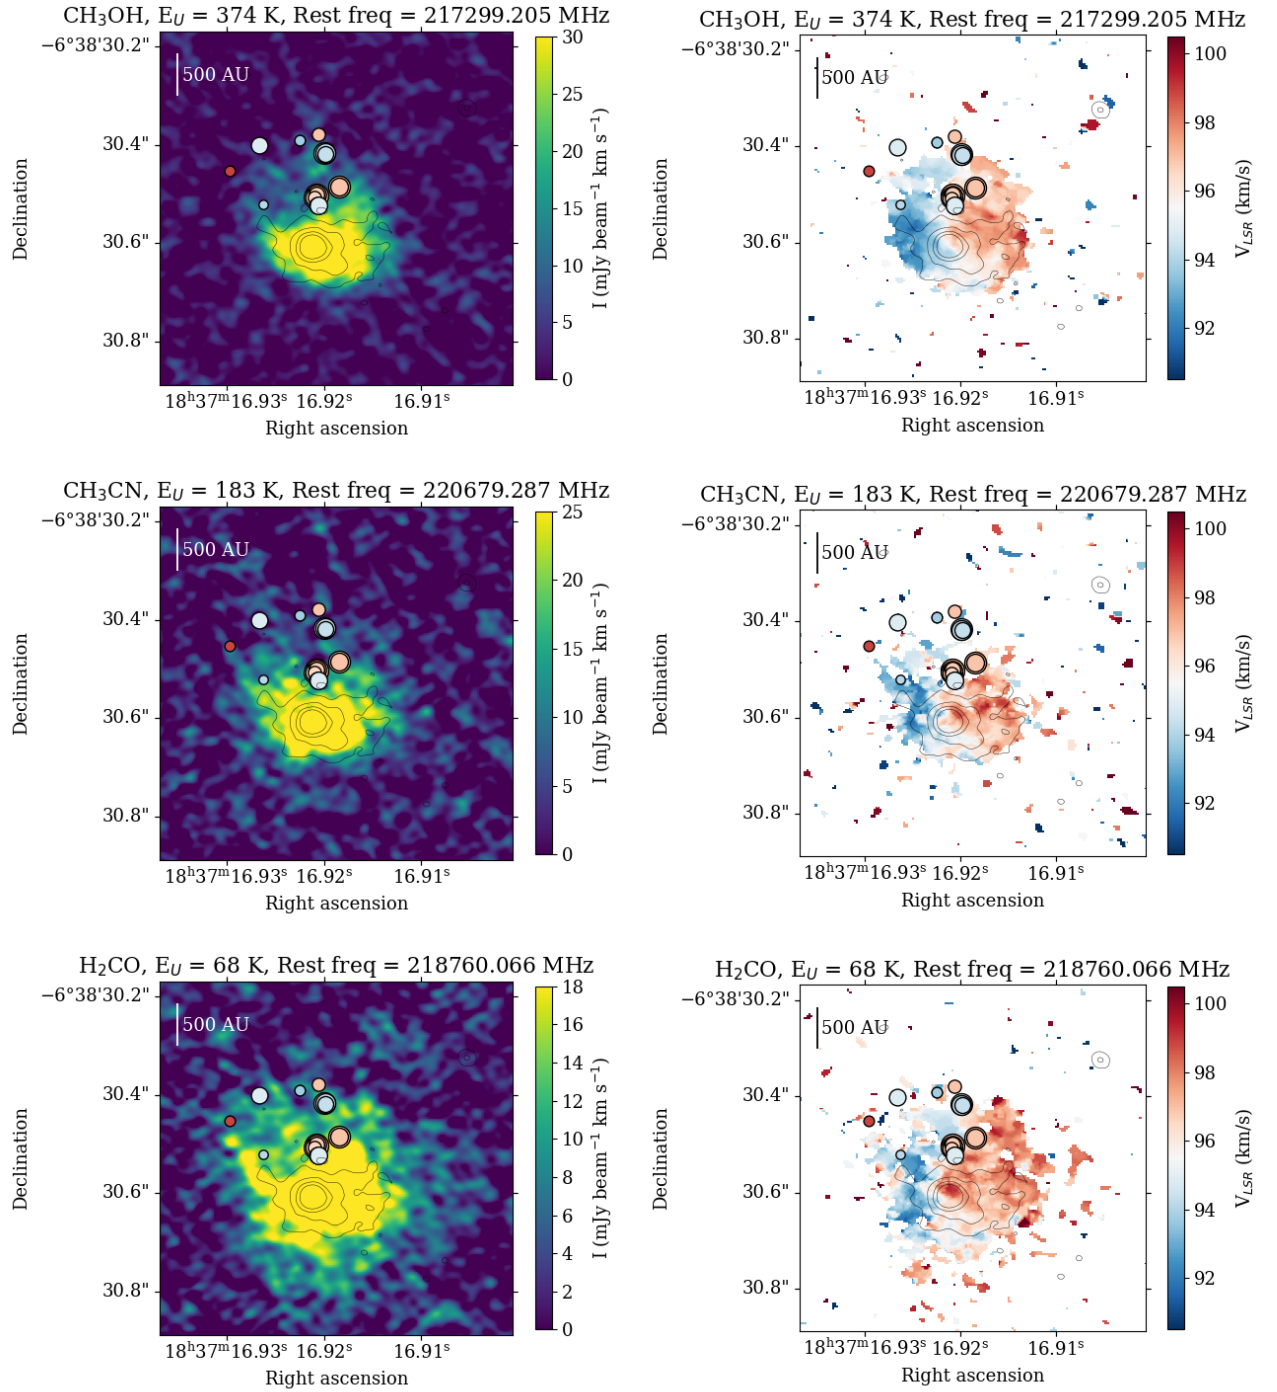 CH₃OH, E_U = 374 K, Rest freq = 217299.205 MHz
−6°38'30.2"
30.4"
30.6"
30.8"
Declination
500 AU
18ʰ37ᵐ16.93ˢ 16.92ˢ 16.91ˢ
Right ascension
30
25
20
15
10
5
0
I (mJy beam⁻¹ km s⁻¹)
CH₃OH, E_U = 374 K, Rest freq = 217299.205 MHz
−6°38'30.2"
30.4"
30.6"
30.8"
Declination
500 AU
18ʰ37ᵐ16.93ˢ 16.92ˢ 16.91ˢ
Right ascension
100
98
96
94
92
V_LSR (km/s)
CH₃CN, E_U = 183 K, Rest freq = 220679.287 MHz
−6°38'30.2"
30.4"
30.6"
30.8"
Declination
500 AU
18ʰ37ᵐ16.93ˢ 16.92ˢ 16.91ˢ
Right ascension
25
20
15
10
5
0
I (mJy beam⁻¹ km s⁻¹)
CH₃CN, E_U = 183 K, Rest freq = 220679.287 MHz
−6°38'30.2"
30.4"
30.6"
30.8"
Declination
500 AU
18ʰ37ᵐ16.93ˢ 16.92ˢ 16.91ˢ
Right ascension
100
98
96
94
92
V_LSR (km/s)
H₂CO, E_U = 68 K, Rest freq = 218760.066 MHz
−6°38'30.2"
30.4"
30.6"
30.8"
Declination
500 AU
18ʰ37ᵐ16.93ˢ 16.92ˢ 16.91ˢ
Right ascension
18
16
14
12
10
8
6
4
2
0
I (mJy beam⁻¹ km s⁻¹)
H₂CO, E_U = 68 K, Rest freq = 218760.066 MHz
−6°38'30.2"
30.4"
30.6"
30.8"
Declination
500 AU
18ʰ37ᵐ16.93ˢ 16.92ˢ 16.91ˢ
Right ascension
100
98
96
94
92
V_LSR (km/s)